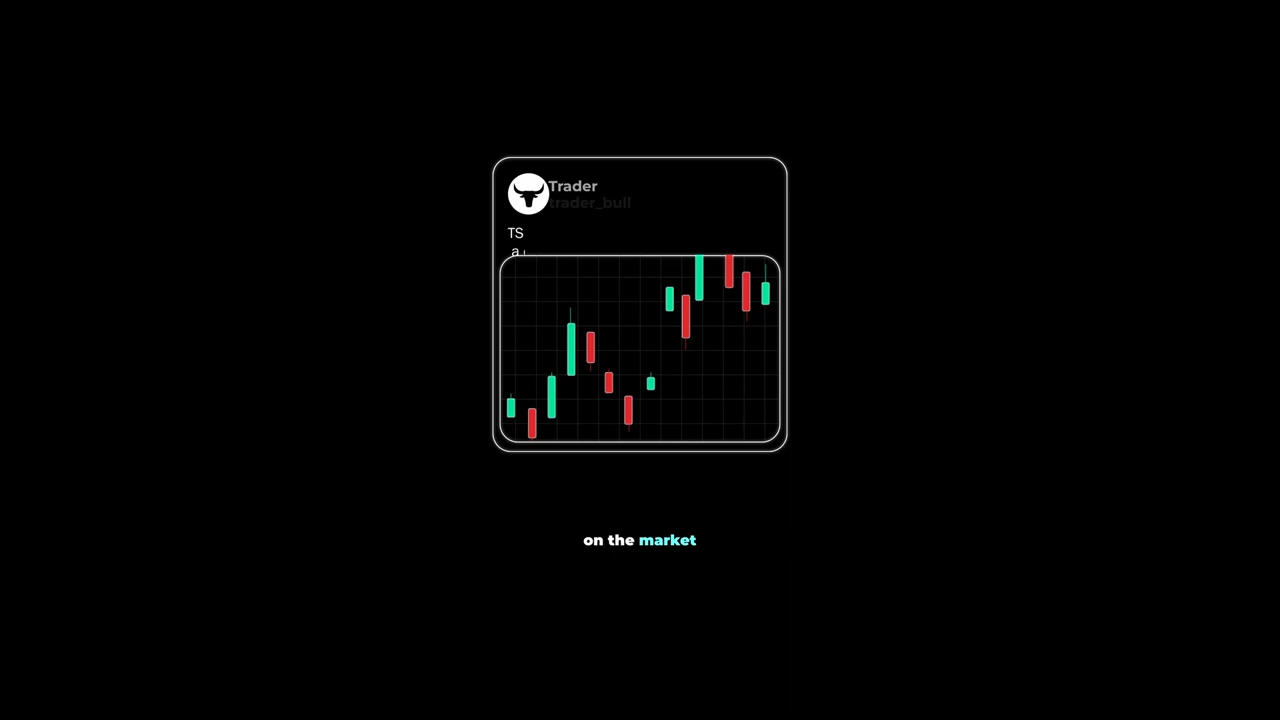 Trader
trader_bull
TS
a
on the market